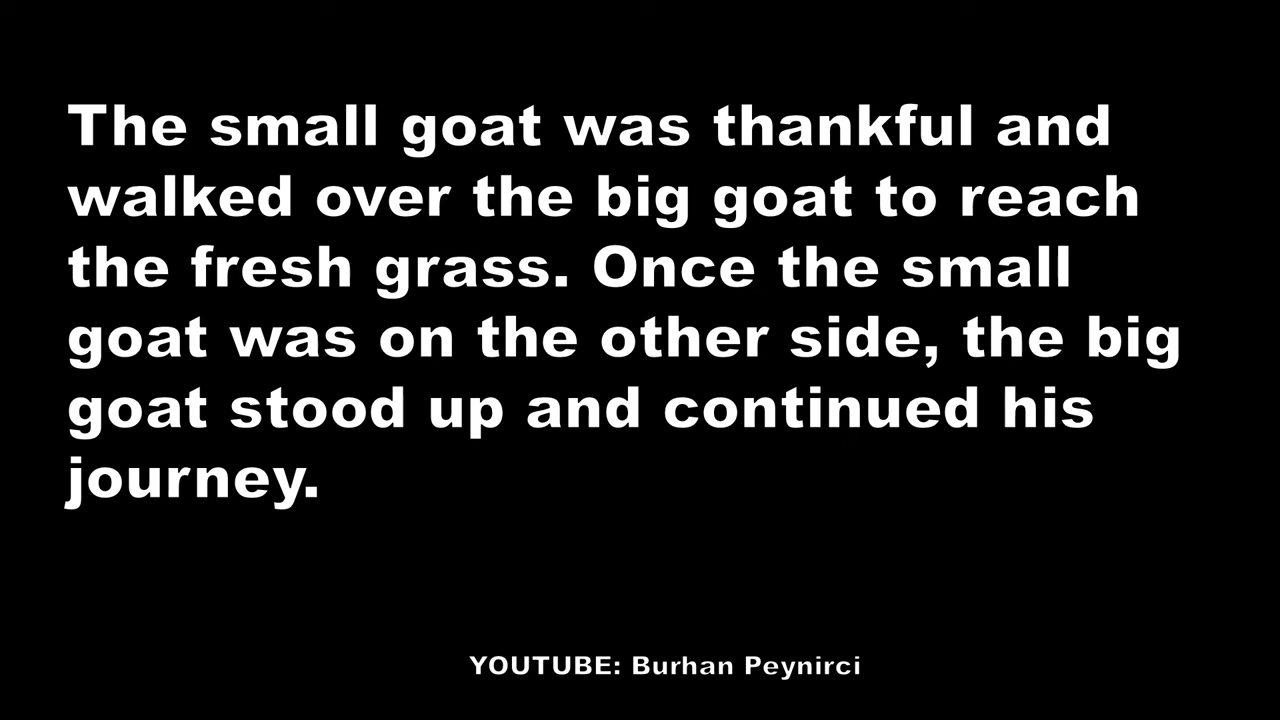 The small goat was thankful and
walked over the big goat to reach
the fresh grass. Once the small
goat was on the other side, the big
goat stood up and continued his
journey.
YOUTUBE: Burhan Peynirci